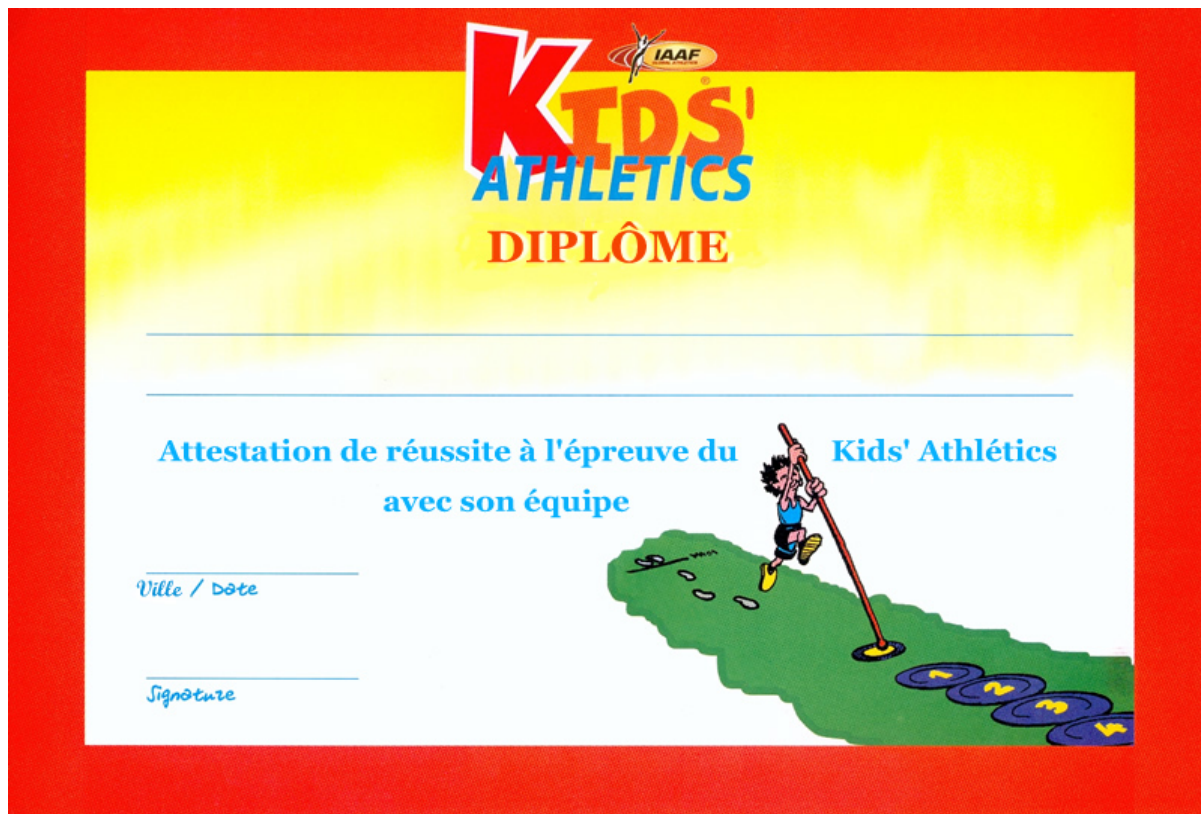 IAAF
KIDS'®
ATHLETICS
DIPLÔME
Attestation de réussite à l'épreuve du Kids' Athlétics
avec son équipe
Ville / Date
Signature
1
2
3
4